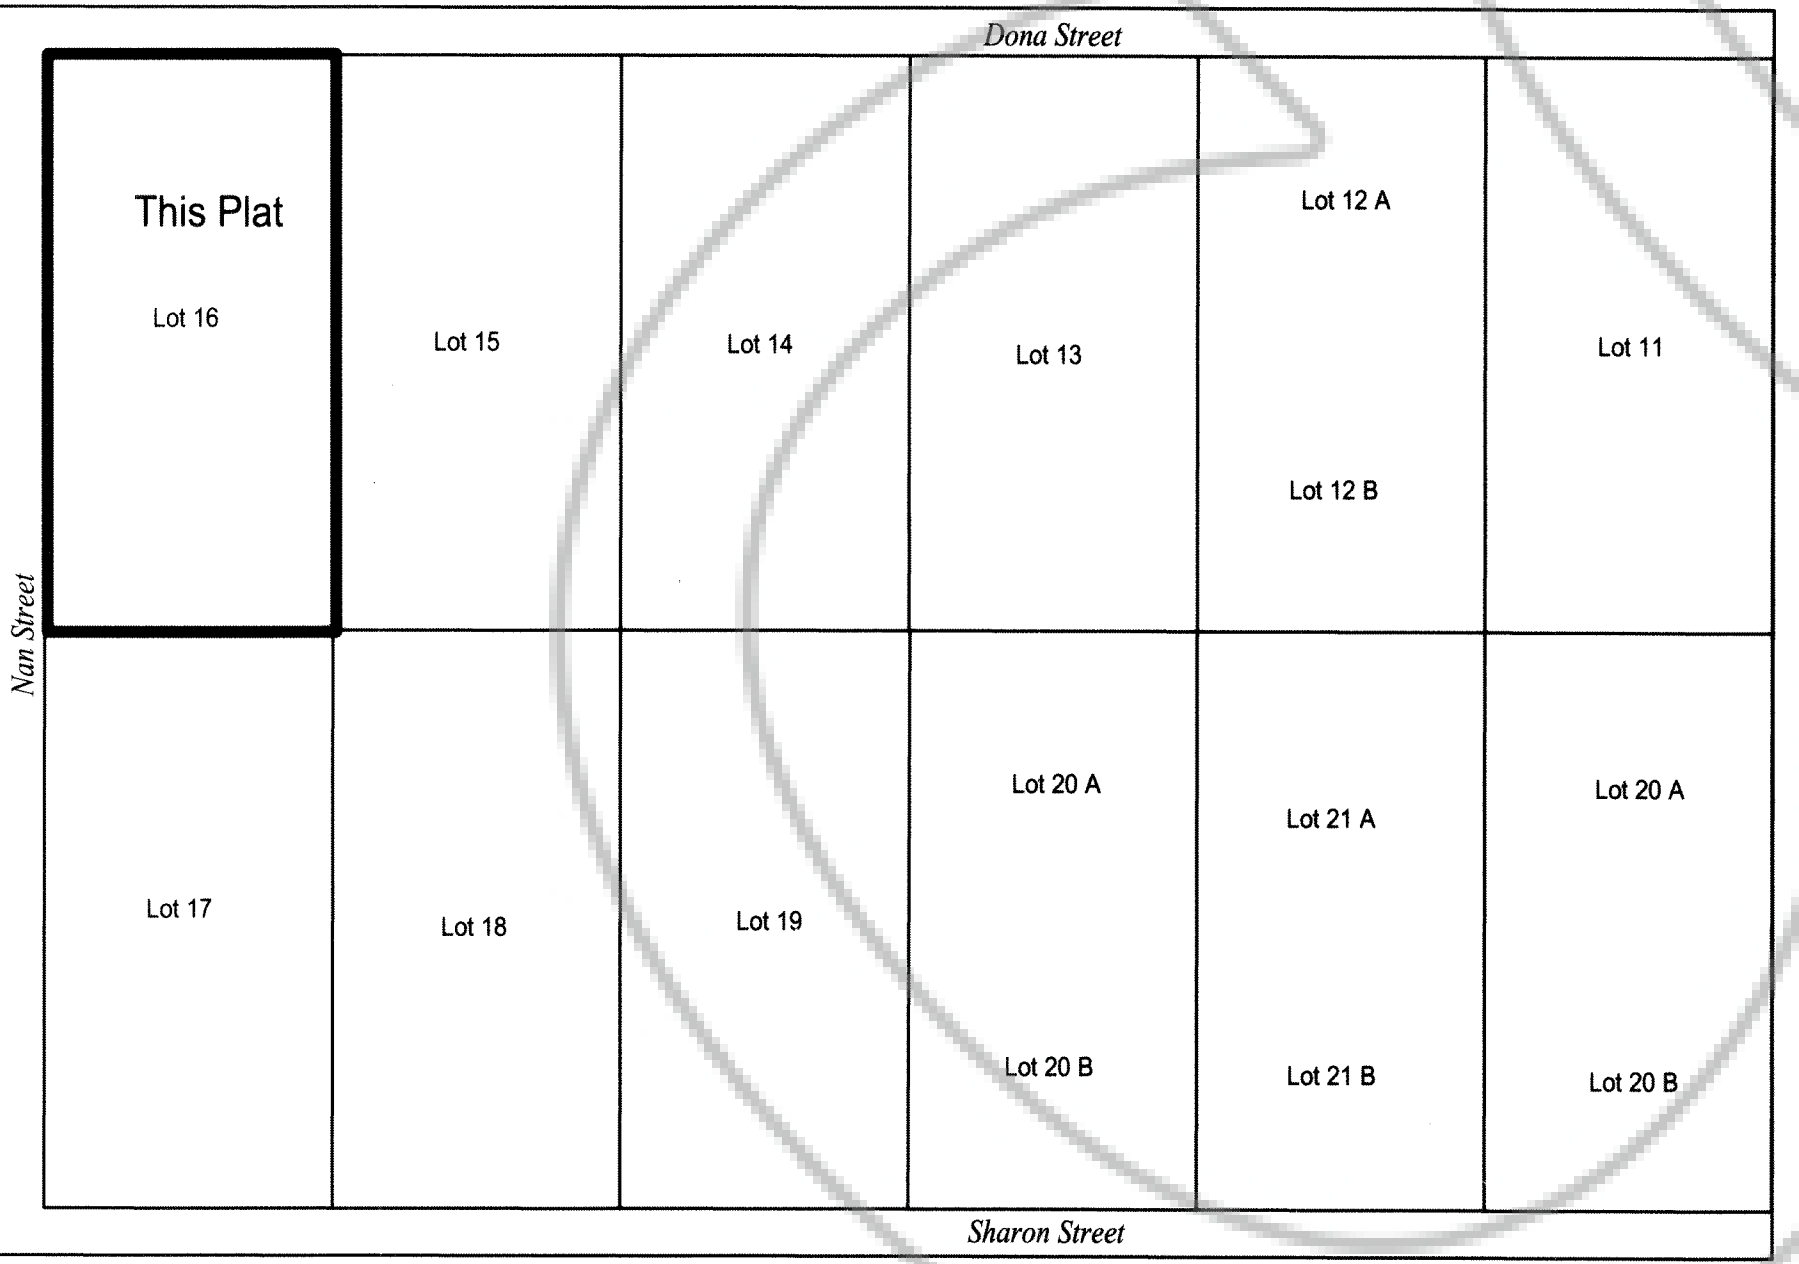 Dona Street
This Plat
Lot 16
Lot 15
Lot 14
Lot 13
Lot 12 A
Lot 12 B
Lot 11
Nan Street
Lot 17
Lot 18
Lot 19
Lot 20 A
Lot 20 B
Lot 21 A
Lot 21 B
Lot 20 A
Lot 20 B
Sharon Street